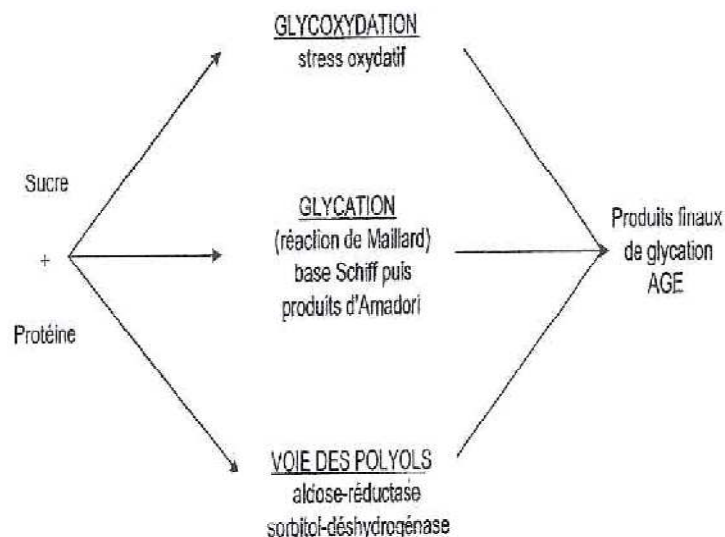 GLYCOXYDATION
stress oxydatif
Sucre
+
Protéine
GLYCATION
(réaction de Maillard)
base Schiff puis
produits d'Amadori
Produits finaux
de glycation
AGE
VOIE DES POLYOLS
aldose-réductase
sorbitol-déshydrogénase